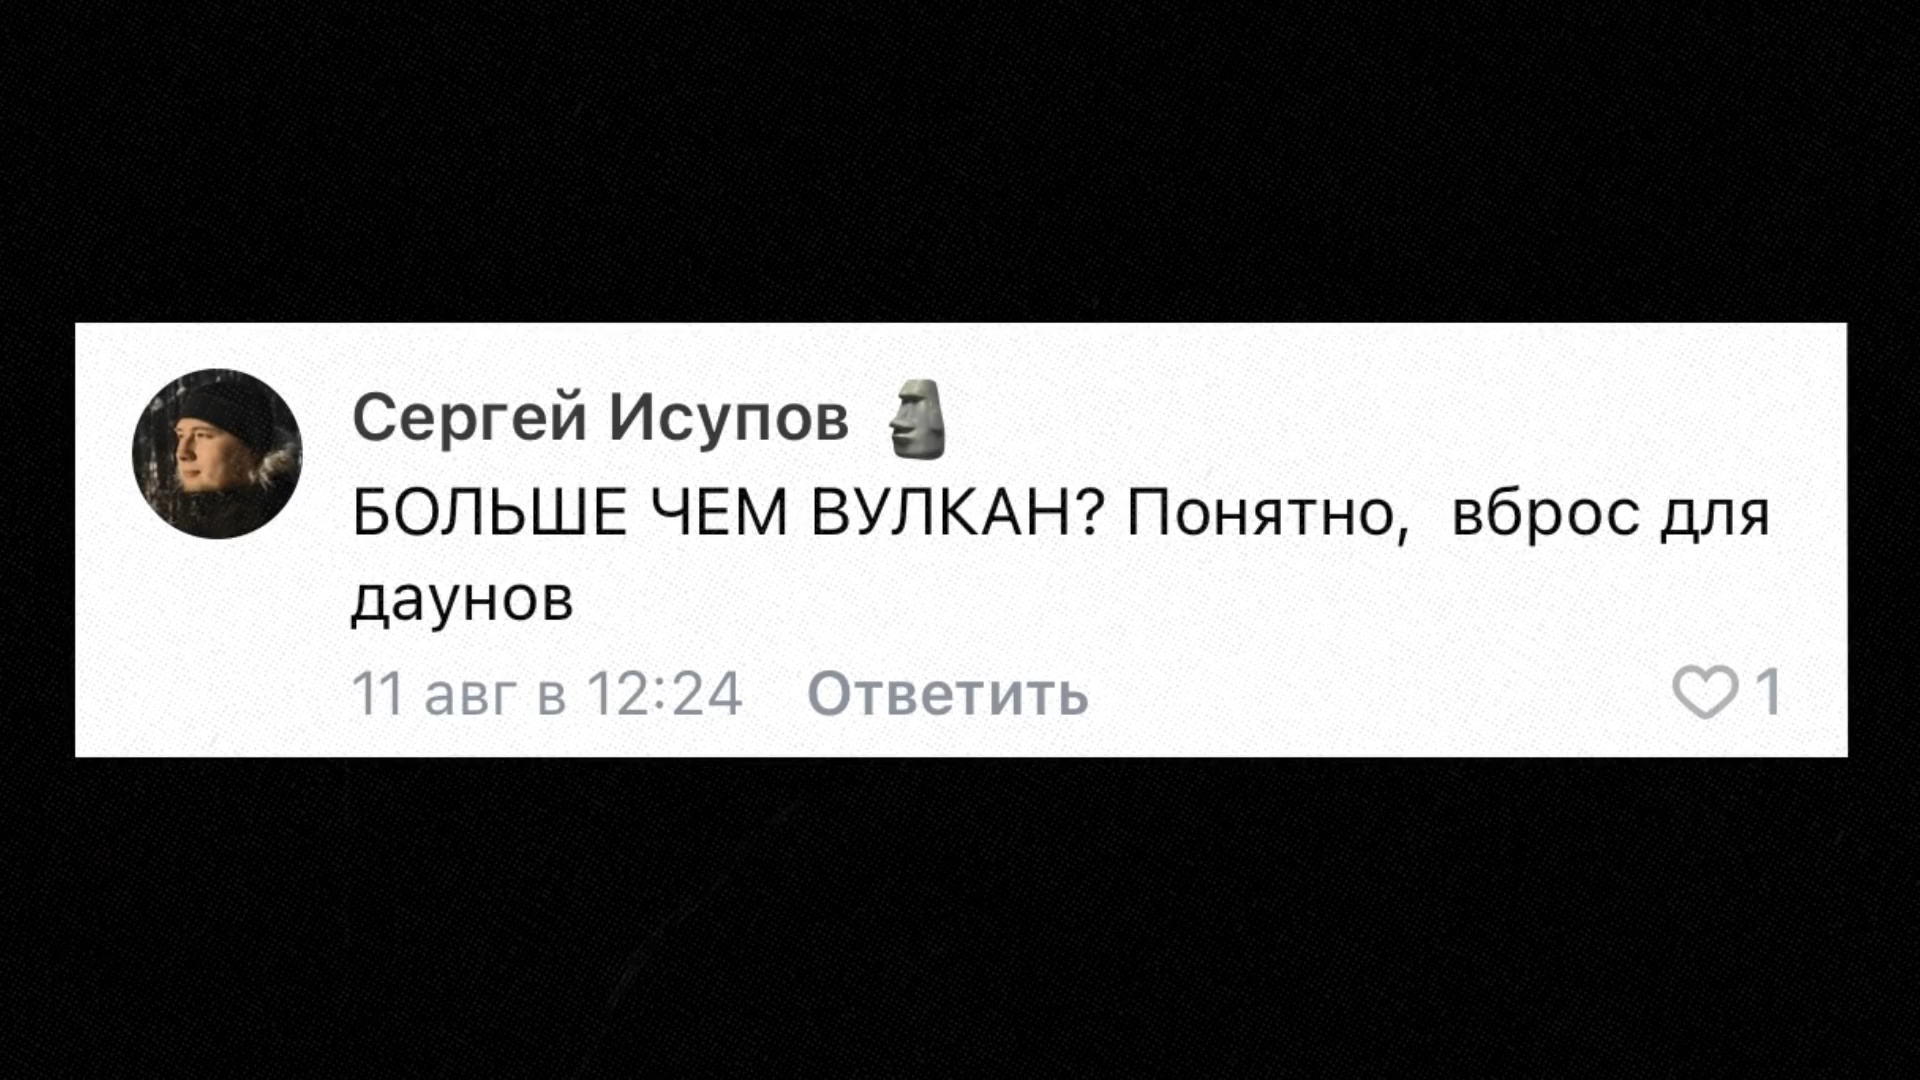 Сергей Исупов 🗿
БОЛЬШЕ ЧЕМ ВУЛКАН? Понятно,  вброс для
даунов
11 авг в 12:24 Ответить 1